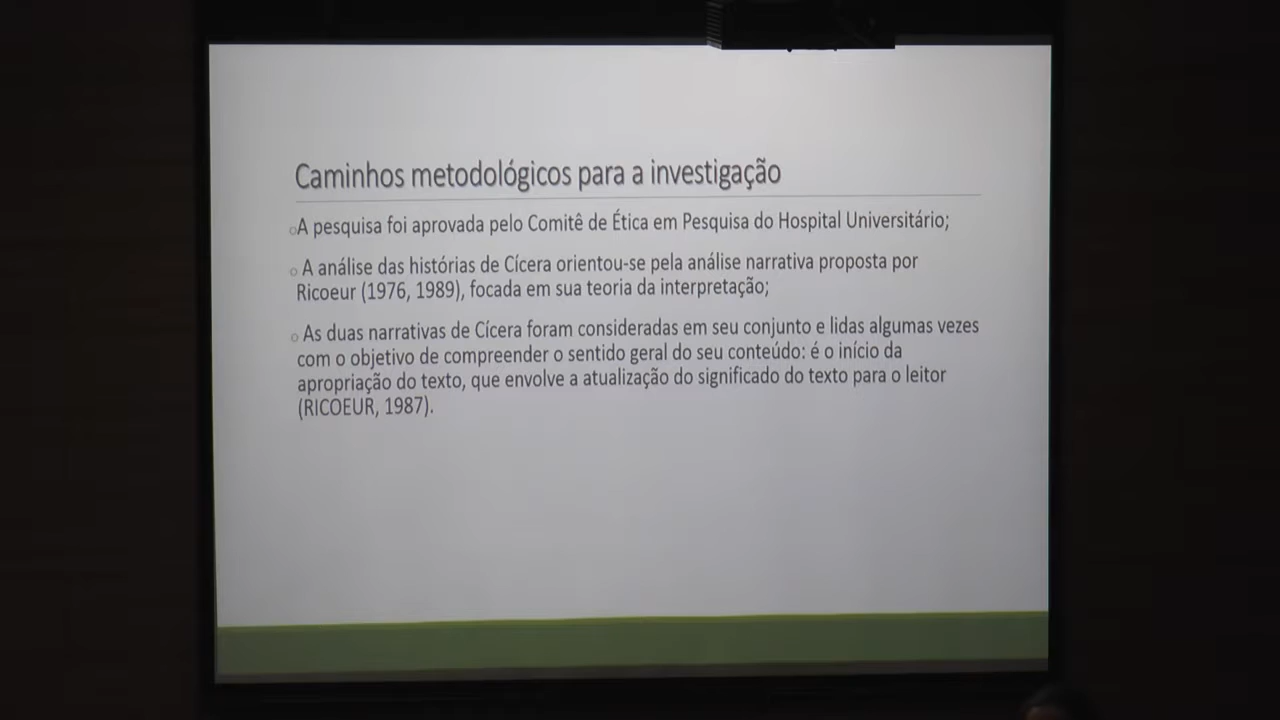 Caminhos metodológicos para a investigação
○A pesquisa foi aprovada pelo Comitê de Ética em Pesquisa do Hospital Universitário;
○ A análise das histórias de Cícera orientou-se pela análise narrativa proposta por
Ricoeur (1976, 1989), focada em sua teoria da interpretação;
○ As duas narrativas de Cícera foram consideradas em seu conjunto e lidas algumas vezes
com o objetivo de compreender o sentido geral do seu conteúdo: é o início da
apropriação do texto, que envolve a atualização do significado do texto para o leitor
(RICOEUR, 1987).